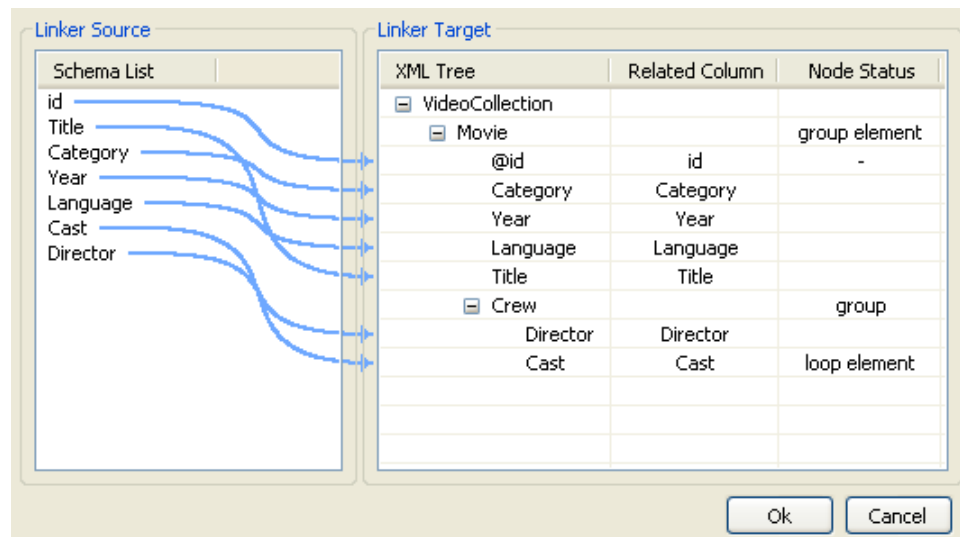 Linker Source
Schema List
id
Title
Category
Year
Language
Cast
Director
Linker Target
XML Tree Related Column Node Status
VideoCollection
Movie group element
@id id -
Category Category
Year Year
Language Language
Title Title
Crew group
Director Director
Cast Cast loop element
Ok Cancel